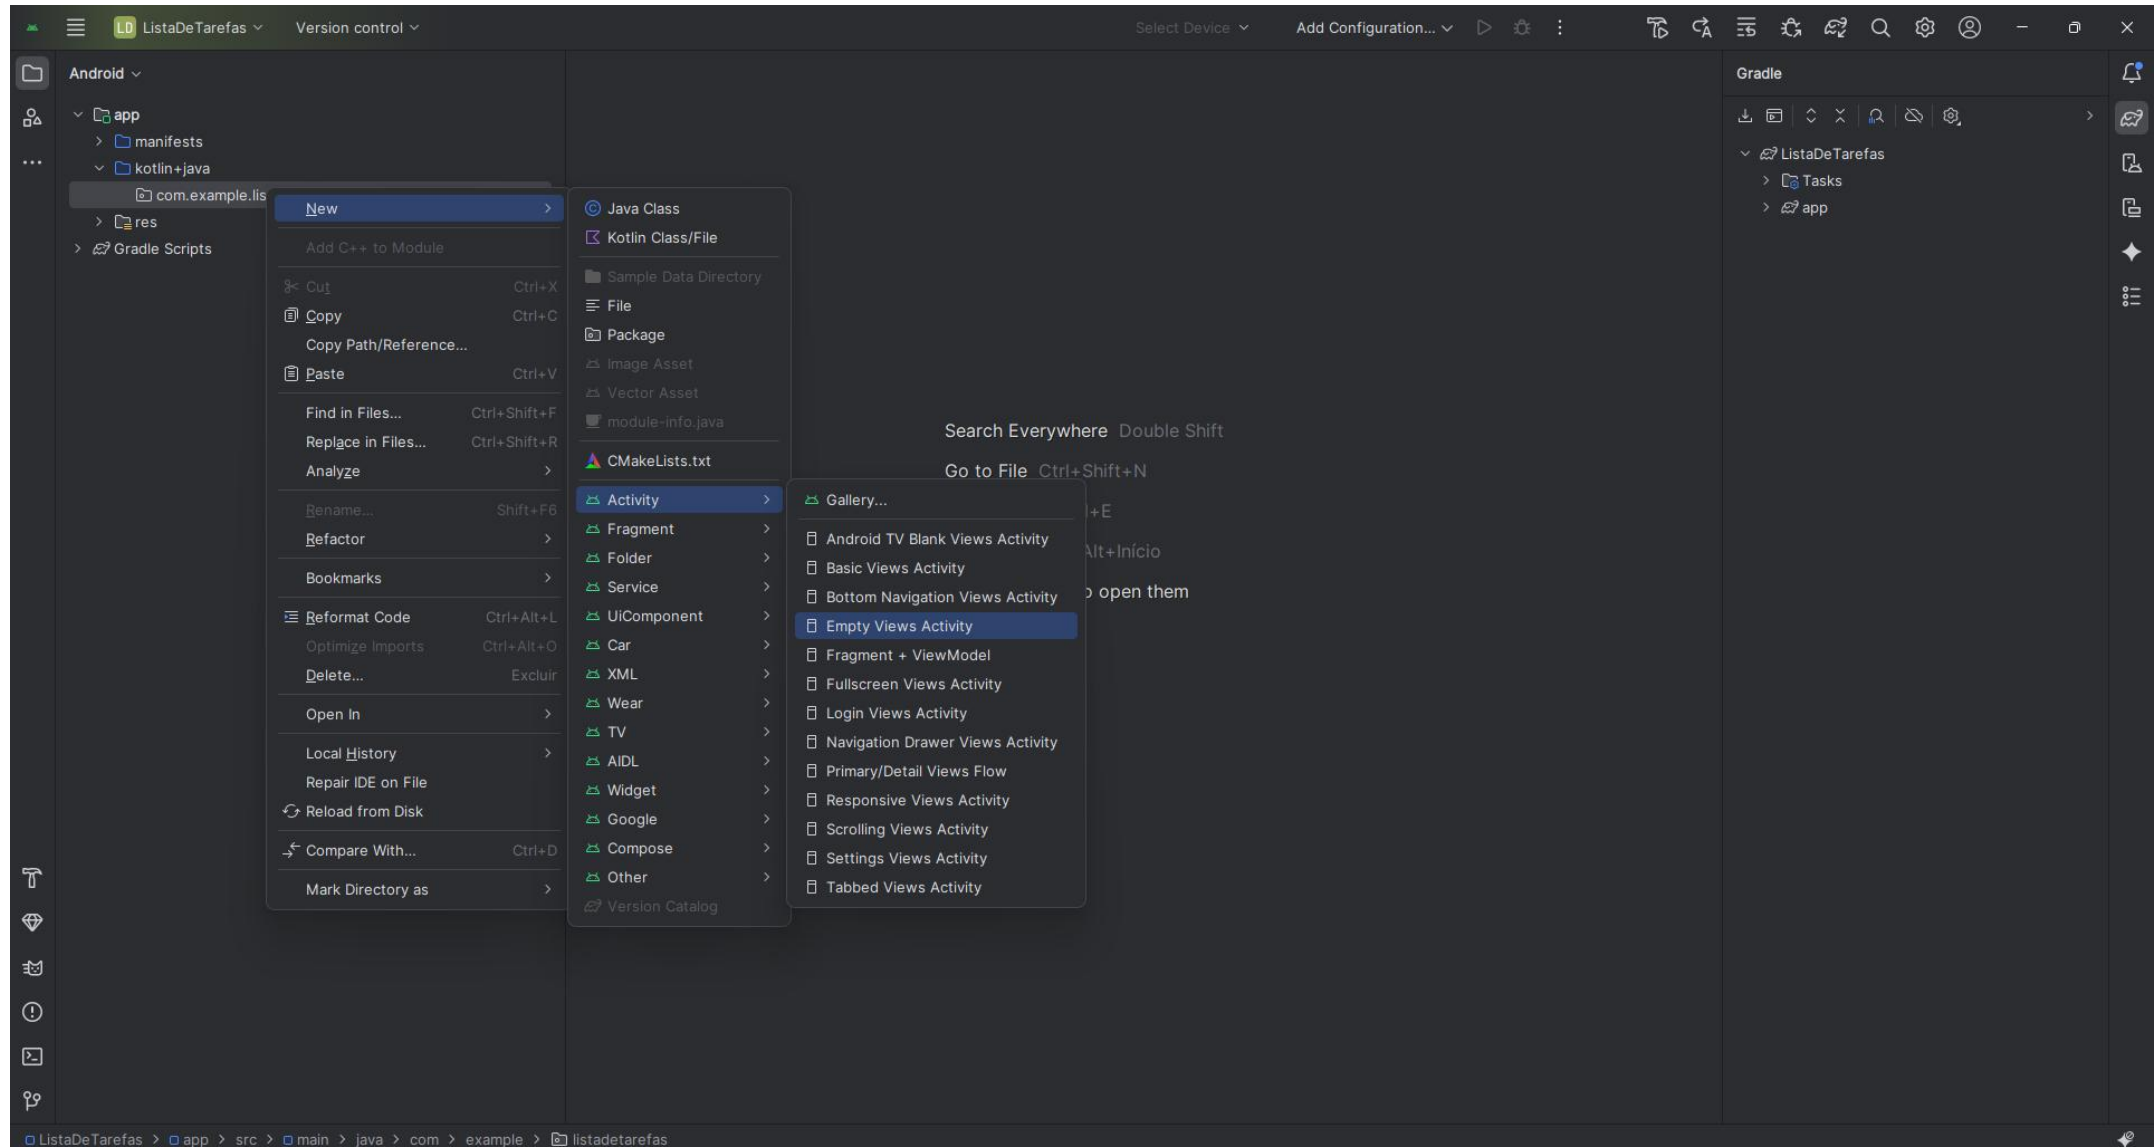 LD ListaDeTarefas Version control Select Device Add Configuration...
Android
app
manifests
kotlin+java
com.example.lis
res
Gradle Scripts
New
Add C++ to Module
Cut Ctrl+X
Copy Ctrl+C
Copy Path/Reference...
Paste Ctrl+V
Find in Files... Ctrl+Shift+F
Replace in Files... Ctrl+Shift+R
Analyze
Rename... Shift+F6
Refactor
Bookmarks
Reformat Code Ctrl+Alt+L
Optimize Imports Ctrl+Alt+O
Delete... Excluir
Open In
Local History
Repair IDE on File
Reload from Disk
Compare With... Ctrl+D
Mark Directory as
Java Class
Kotlin Class/File
Sample Data Directory
File
Package
Image Asset
Vector Asset
module-info.java
CMakeLists.txt
Activity
Fragment
Folder
Service
UiComponent
Car
XML
Wear
TV
AIDL
Widget
Google
Compose
Other
Version Catalog
Gallery...
Android TV Blank Views Activity
Basic Views Activity
Bottom Navigation Views Activity
Empty Views Activity
Fragment + ViewModel
Fullscreen Views Activity
Login Views Activity
Navigation Drawer Views Activity
Primary/Detail Views Flow
Responsive Views Activity
Scrolling Views Activity
Settings Views Activity
Tabbed Views Activity
Search Everywhere Double Shift
Go to File Ctrl+Shift+N
+E
Alt+Início
open them
Gradle
ListaDeTarefas
Tasks
app
ListaDeTarefas > app > src > main > java > com > example > listadetarefas